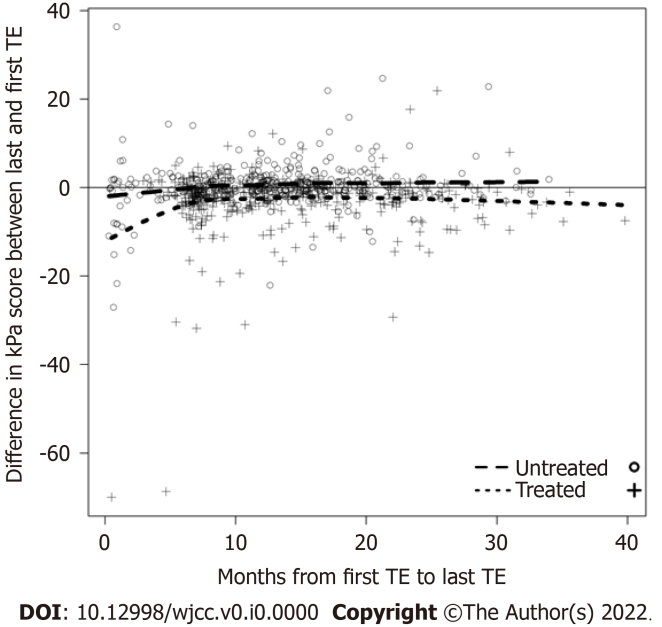 Difference in kPa score between last and first TE
40
20
0
-20
-40
-60
Untreated
Treated
0 10 20 30 40
Months from first TE to last TE
DOI: 10.12998/wjcc.v0.i0.0000 Copyright ©The Author(s) 2022.